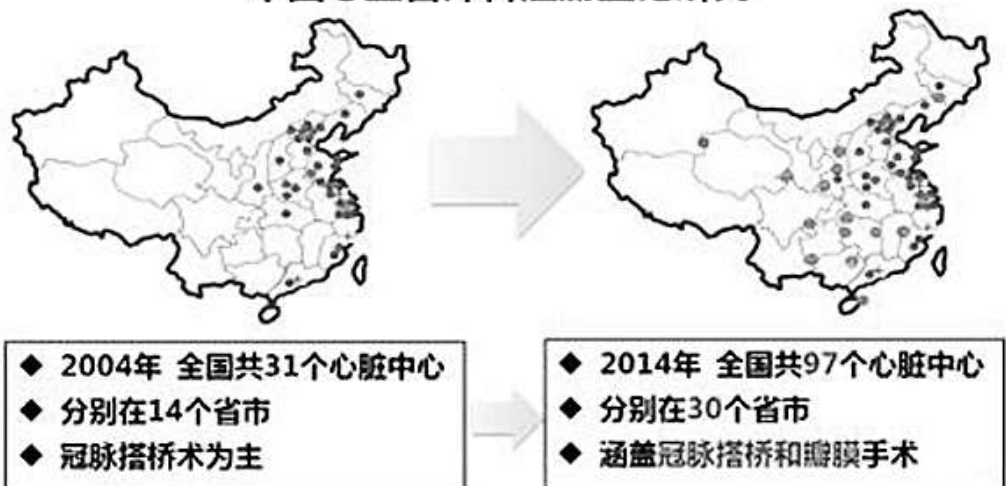 ◆ 2004年 全国共31个心脏中心
◆ 分别在14个省市
◆ 冠脉搭桥术为主
◆ 2014年 全国共97个心脏中心
◆ 分别在30个省市
◆ 涵盖冠脉搭桥和瓣膜手术